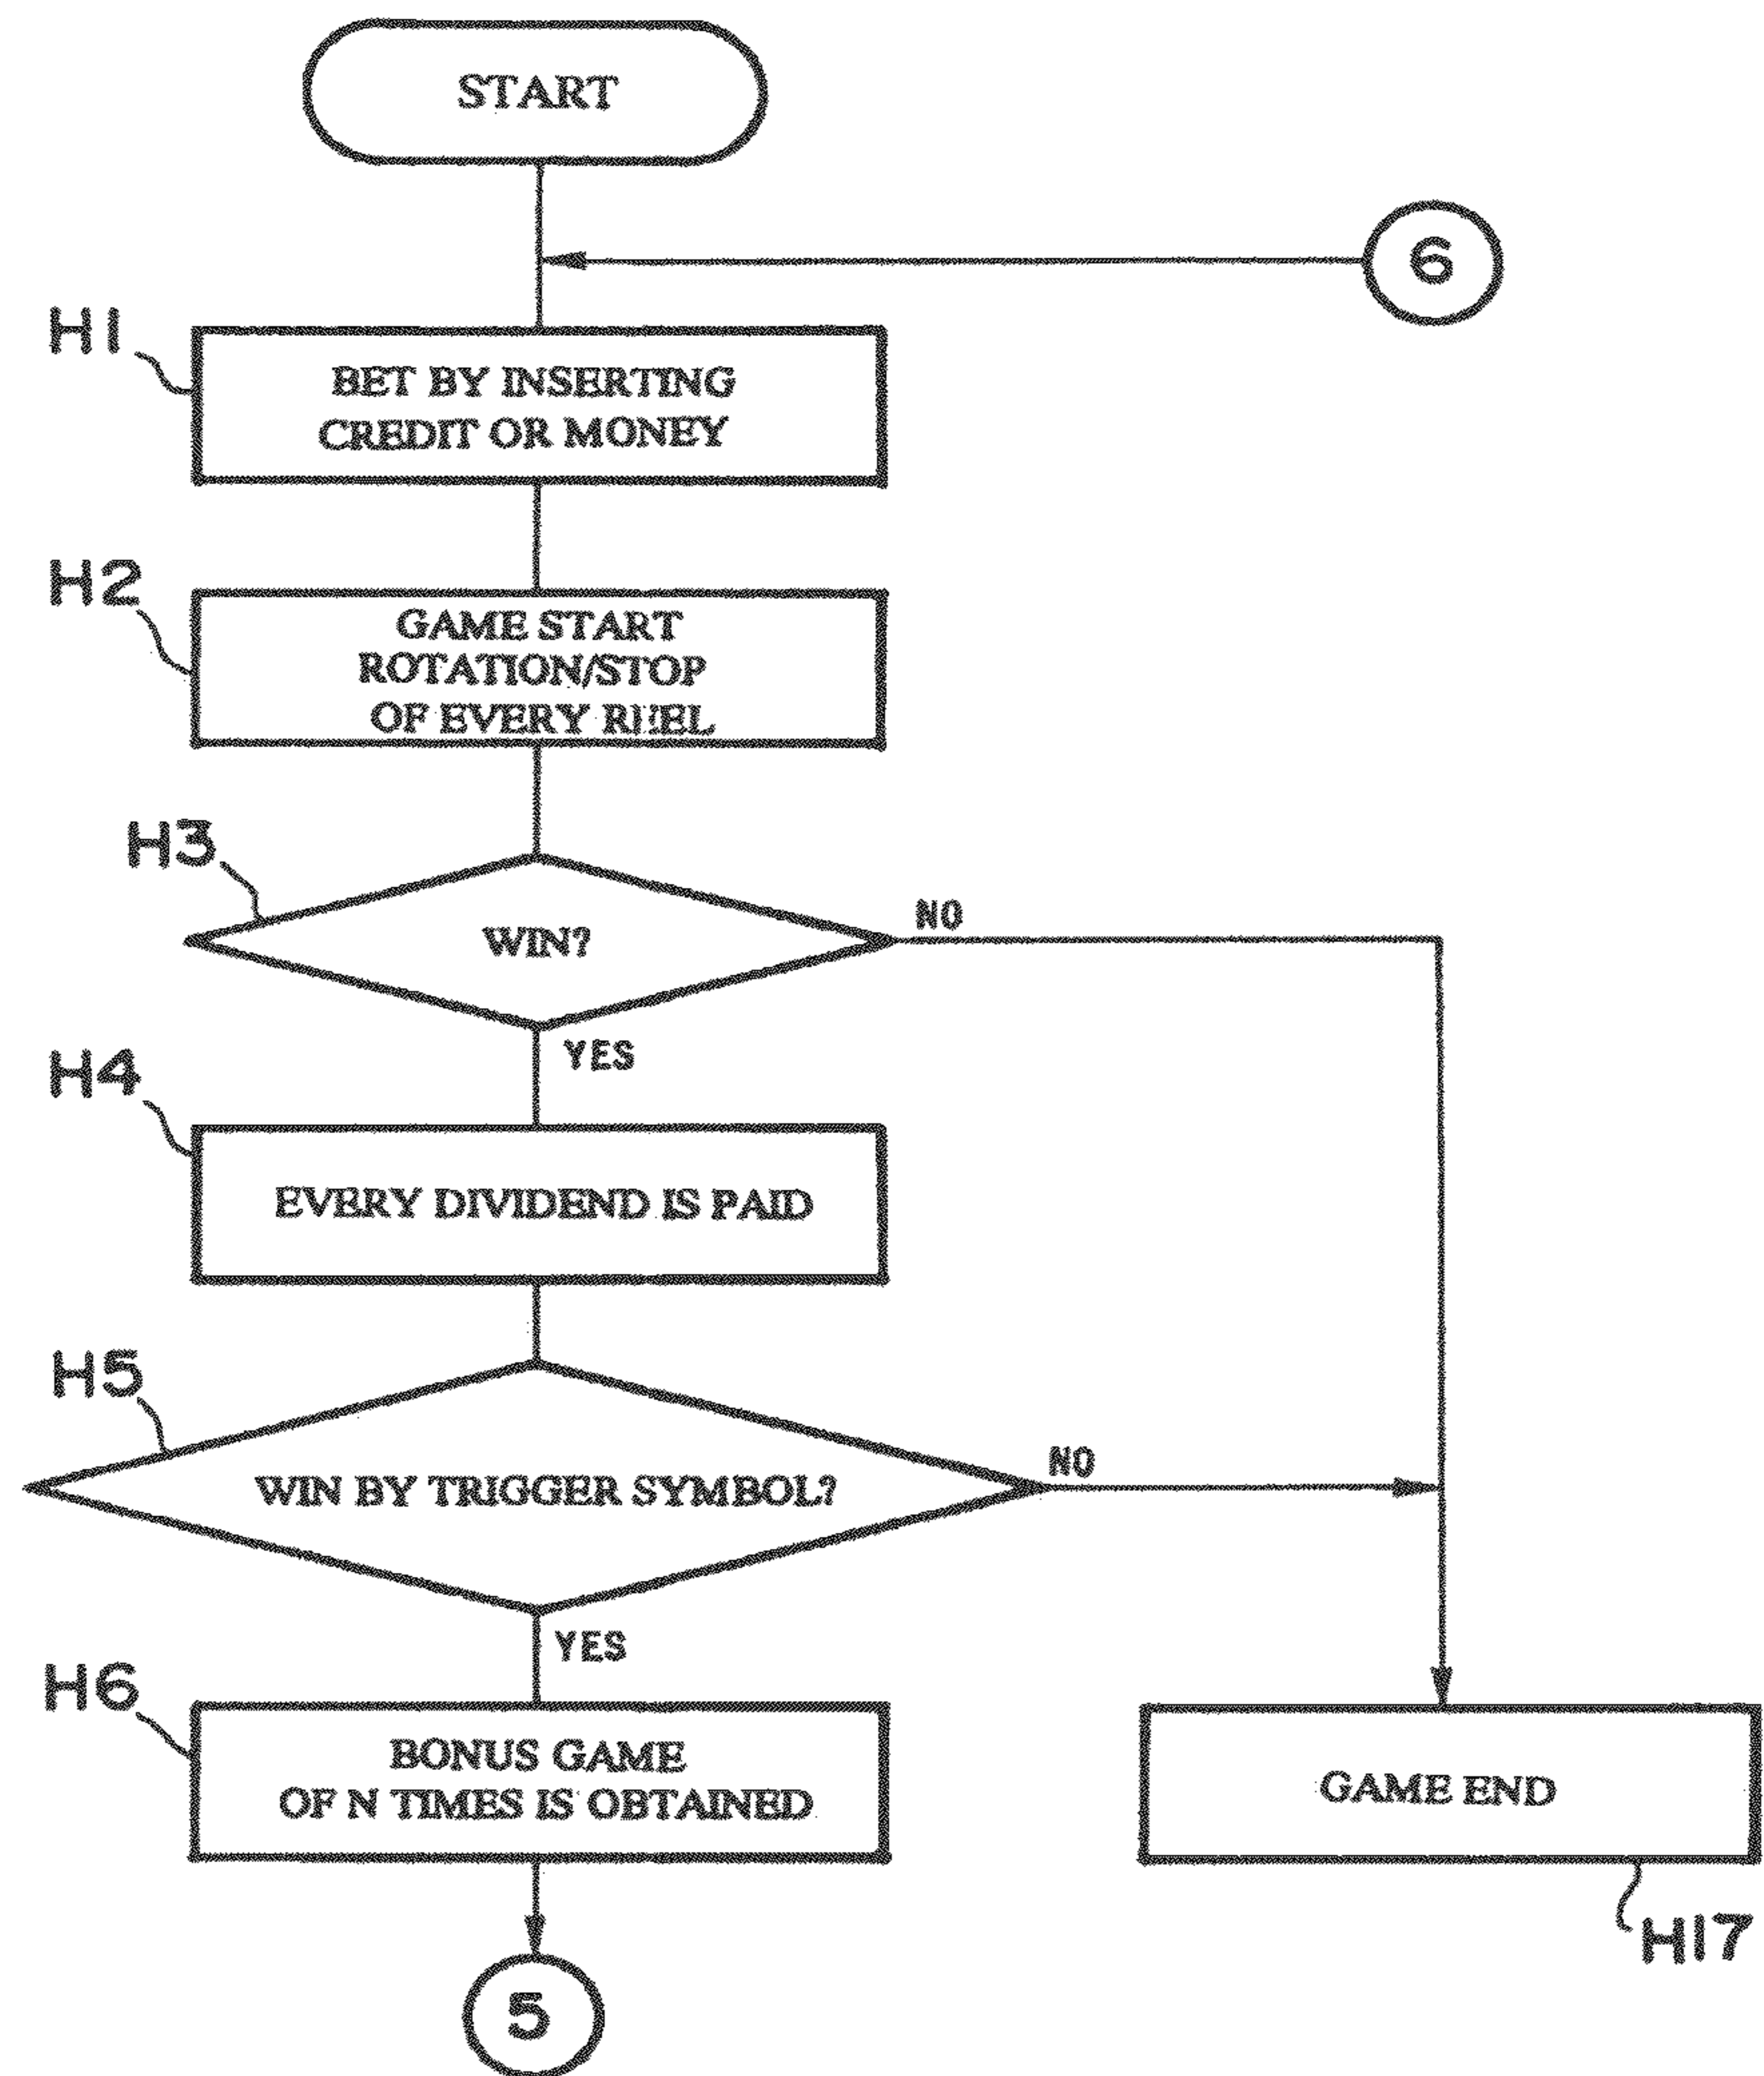 START
6
H1
BET BY INSERTING
CREDIT OR MONEY
H2
GAME START
ROTATION/STOP
OF EVERY REEL
H3
WIN?
NO
YES
H4
EVERY DIVIDEND IS PAID
H5
WIN BY TRIGGER SYMBOL?
NO
YES
H6
BONUS GAME
OF N TIMES IS OBTAINED
GAME END
H17
5